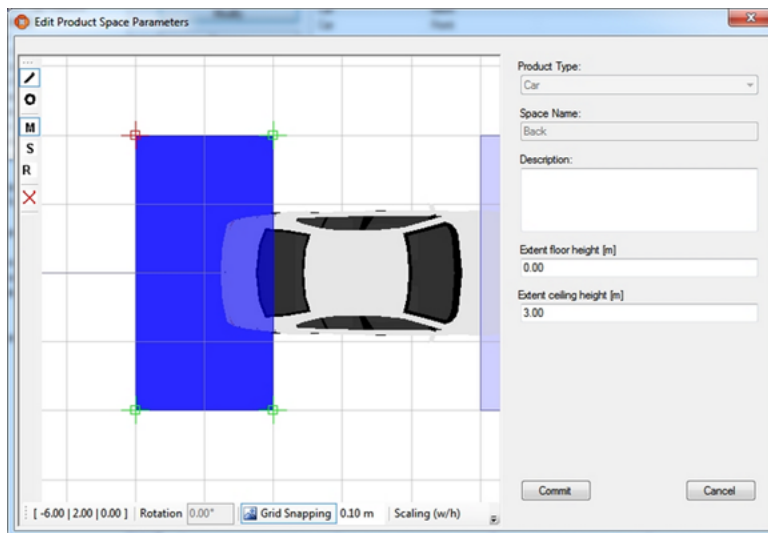 Edit Product Space Parameters
Car
Product Type:
Car
Space Name:
Back
Description:
Extent floor height [m]
0.00
Extent ceiling height [m]
3.00
M
S
R
Commit
Cancel
[ -6.00 | 2.00 | 0.00 ] Rotation 0.00° Grid Snapping 0.10 m Scaling (w/h)